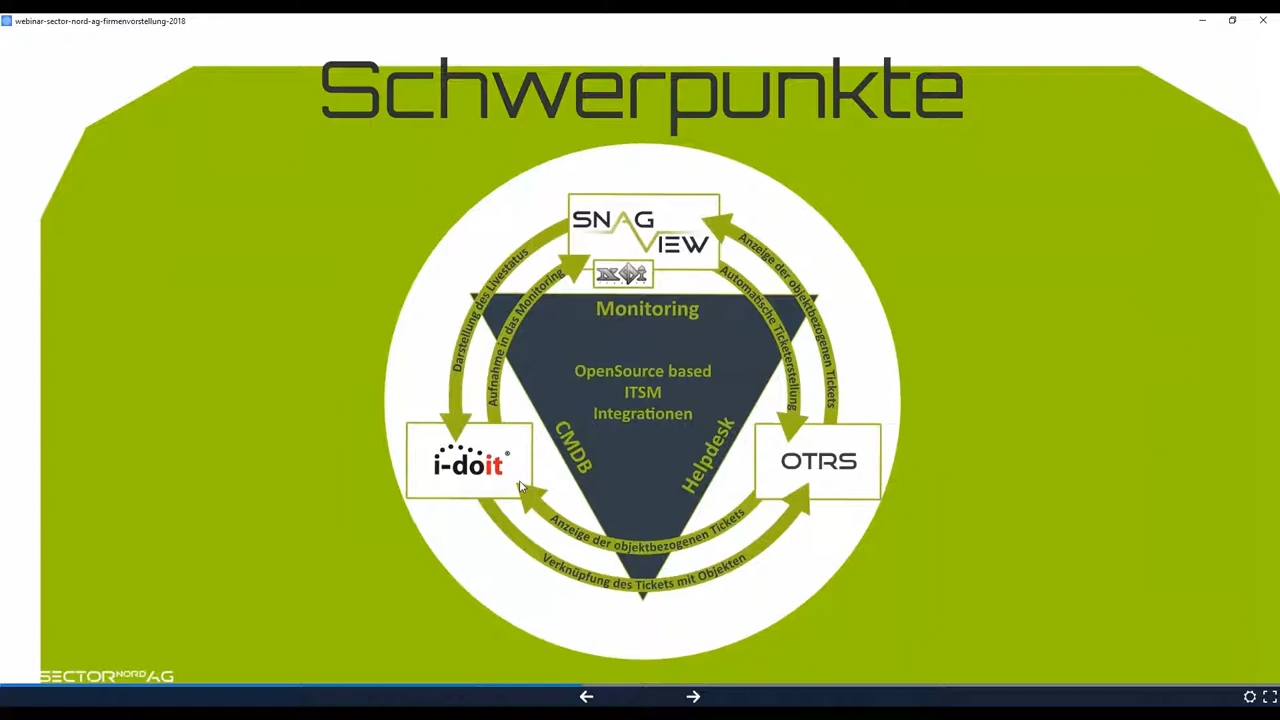 webinar-sector-nord-ag-firmenvorstellung-2018
Schwerpunkte
SNAG
VIEW
Monitoring
OpenSource based
ITSM
Integrationen
CMDB
Helpdesk
Darstellung des Livestatus
Aufnahme in das Monitoring
Automatische Ticketerstellung
Anzeige der objektbezogenen Tickets
i-doit®
OTRS
Anzeige der objektbezogenen Tickets
Verknüpfung des Tickets mit Objekten
SECTOR NORD AG